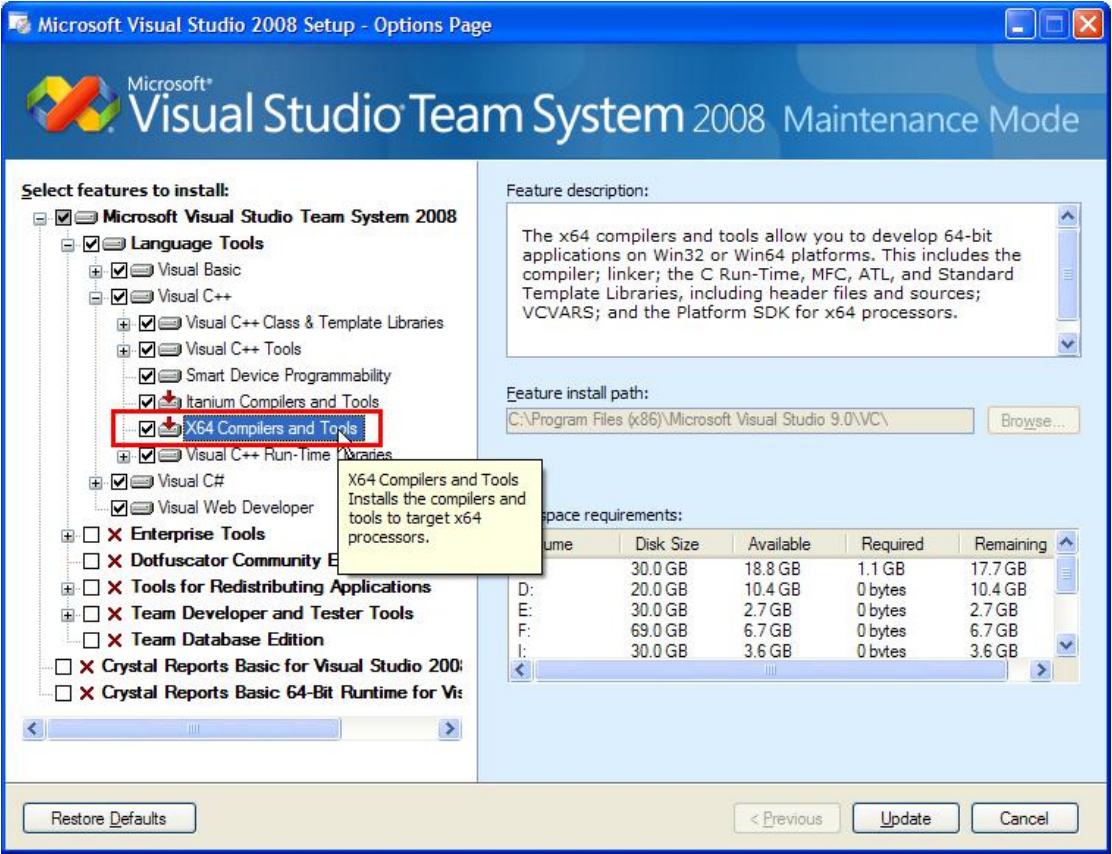 Microsoft Visual Studio 2008 Setup - Options Page
Microsoft®
Visual Studio Team System 2008 Maintenance Mode
Select features to install:
Microsoft Visual Studio Team System 2008
Language Tools
Visual Basic
Visual C++
Visual C++ Class & Template Libraries
Visual C++ Tools
Smart Device Programmability
Itanium Compilers and Tools
X64 Compilers and Tools
Visual C++ Run-Time Libraries
Visual C#
Visual Web Developer
Enterprise Tools
Dotfuscator Community E
Tools for Redistributing Applications
Team Developer and Tester Tools
Team Database Edition
Crystal Reports Basic for Visual Studio 200
Crystal Reports Basic 64-Bit Runtime for Vis
X64 Compilers and Tools
Installs the compilers and
tools to target x64
processors.
Feature description:
The x64 compilers and tools allow you to develop 64-bit
applications on Win32 or Win64 platforms. This includes the
compiler; linker; the C Run-Time, MFC, ATL, and Standard
Template Libraries, including header files and sources;
VCVARS; and the Platform SDK for x64 processors.
Feature install path:
C:\Program Files (x86)\Microsoft Visual Studio 9.0\VC\
Browse...
space requirements:
ume Disk Size Available Required Remaining
30.0 GB 18.8 GB 1.1 GB 17.7 GB
D: 20.0 GB 10.4 GB 0 bytes 10.4 GB
E: 30.0 GB 2.7 GB 0 bytes 2.7 GB
F: 69.0 GB 6.7 GB 0 bytes 6.7 GB
I: 30.0 GB 3.6 GB 0 bytes 3.6 GB
Restore Defaults
< Previous
Update
Cancel